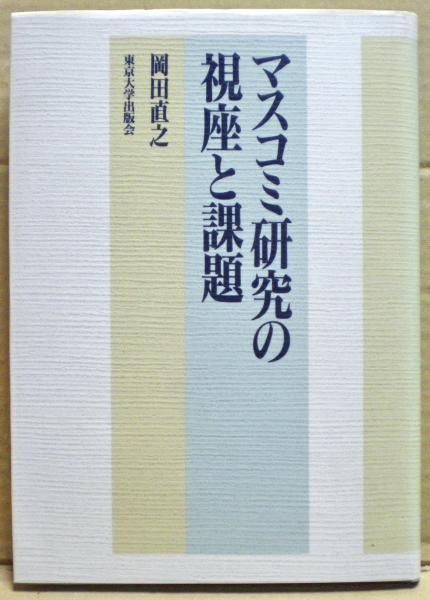 マスコミ研究の
視座と課題
岡田直之
東京大学出版会